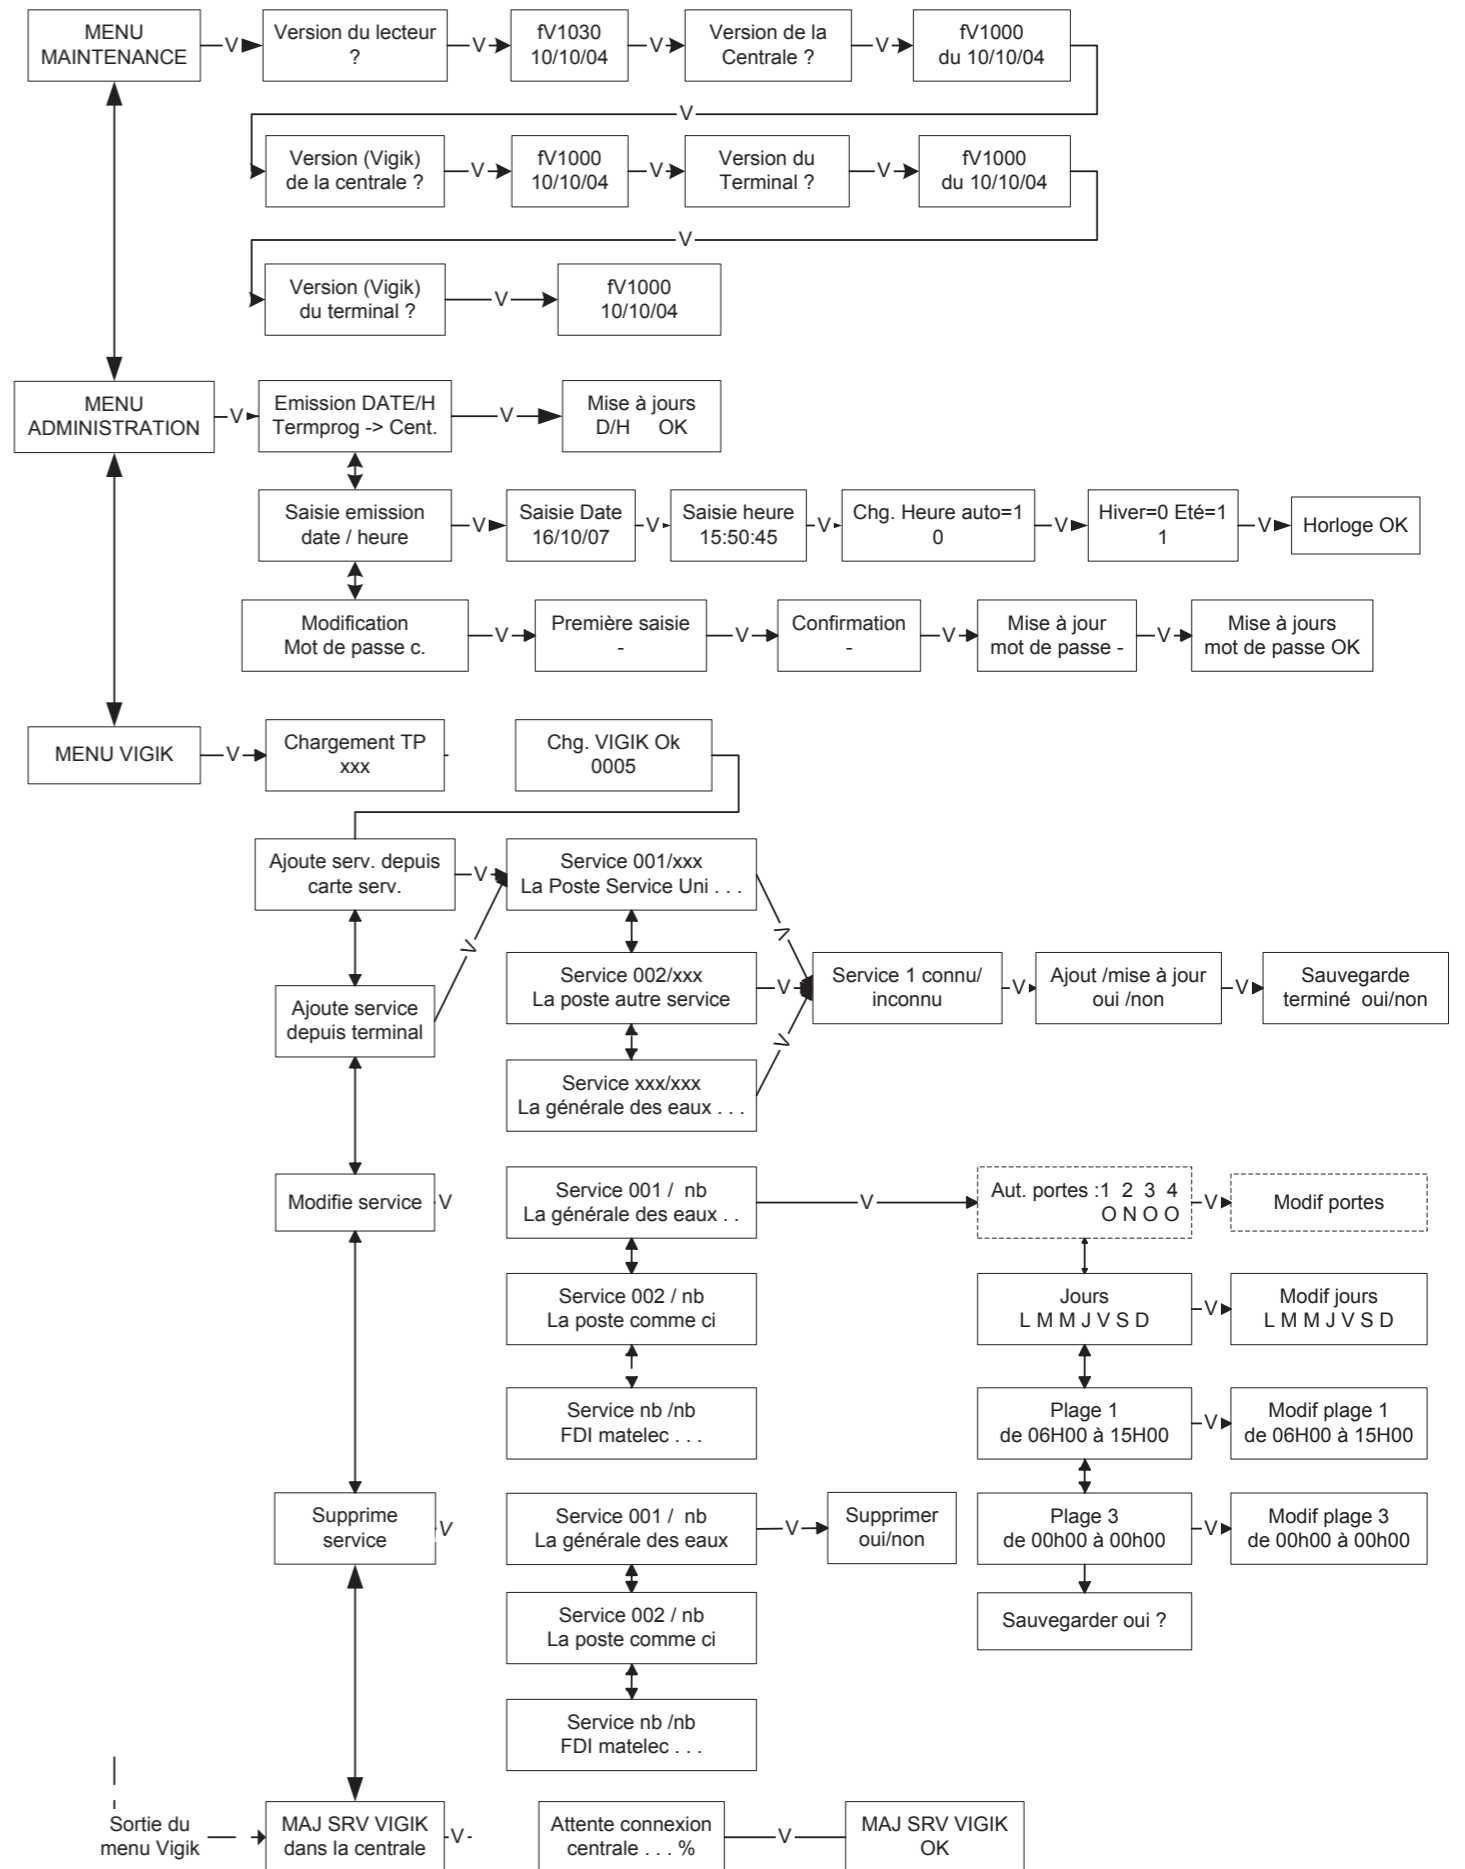 MENU
MAINTENANCE
V
Version du lecteur
?
V
fV1030
10/10/04
V
Version de la
Centrale ?
V
fV1000
du 10/10/04
V
Version (Vigik)
de la centrale ?
V
fV1000
10/10/04
V
Version du
Terminal ?
V
fV1000
du 10/10/04
V
Version (Vigik)
du terminal ?
V
fV1000
10/10/04
MENU
ADMINISTRATION
V
Emission DATE/H
Termprog -> Cent.
V
Mise à jours
D/H OK
Saisie emission
date / heure
V
Saisie Date
16/10/07
V
Saisie heure
15:50:45
V
Chg. Heure auto=1
0
V
Hiver=0 Eté=1
1
V
Horloge OK
Modification
Mot de passe c.
V
Première saisie
-
V
Confirmation
-
V
Mise à jour
mot de passe -
V
Mise à jours
mot de passe OK
MENU VIGIK
V
Chargement TP
xxx
Chg. VIGIK Ok
0005
Ajoute serv. depuis
carte serv.
V
Service 001/xxx
La Poste Service Uni . . .
V
Ajoute service
depuis terminal
V
Service 002/xxx
La poste autre service
V
Service 1 connu/
inconnu
V
Ajout /mise à jour
oui /non
V
Sauvegarde
terminé oui/non
Service xxx/xxx
La générale des eaux . . .
V
Modifie service
V
Service 001 / nb
La générale des eaux . .
V
Aut. portes :1 2 3 4
O N O O
V
Modif portes
Service 002 / nb
La poste comme ci
Jours
L M M J V S D
V
Modif jours
L M M J V S D
Service nb /nb
FDI matelec . . .
Plage 1
de 06H00 à 15H00
V
Modif plage 1
de 06H00 à 15H00
Supprime
service
V
Service 001 / nb
La générale des eaux
V
Supprimer
oui/non
Plage 3
de 00h00 à 00h00
V
Modif plage 3
de 00h00 à 00h00
Service 002 / nb
La poste comme ci
Sauvegarder oui ?
Service nb /nb
FDI matelec . . .
Sortie du
menu Vigik
MAJ SRV VIGIK
dans la centrale
V
Attente connexion
centrale . . . %
V
MAJ SRV VIGIK
OK